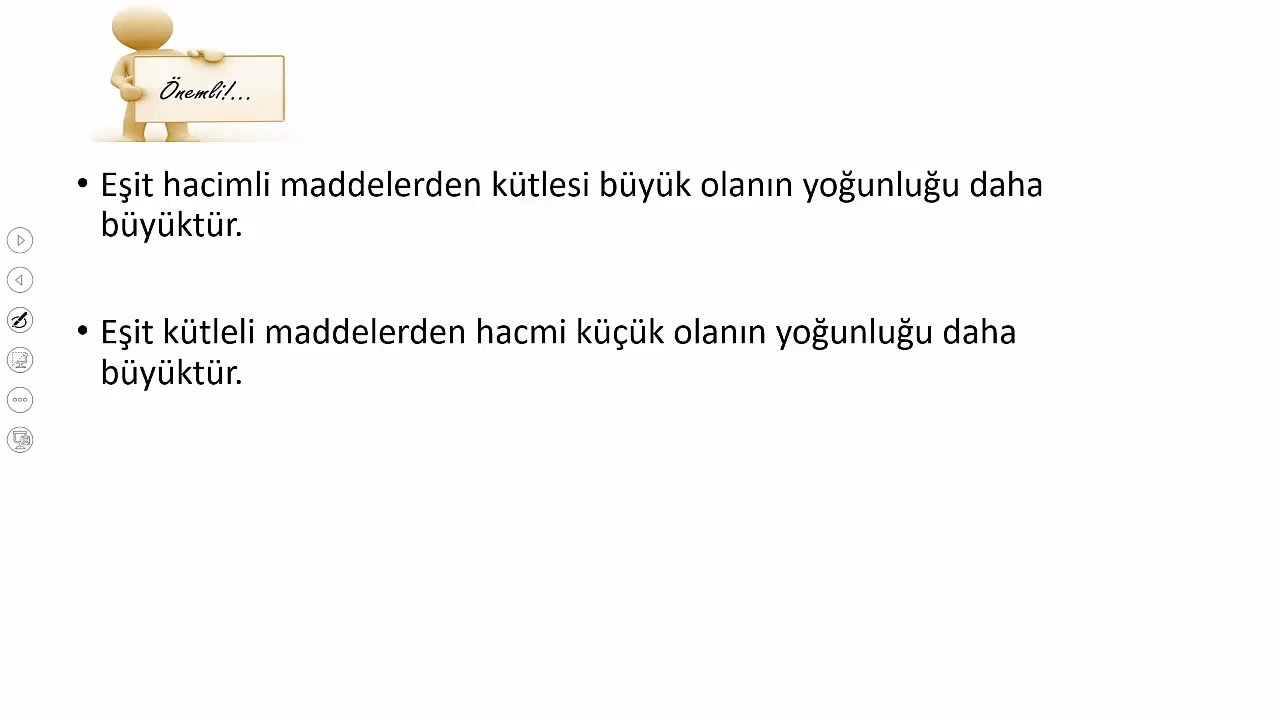 Önemli!...
• Eşit hacimli maddelerden kütlesi büyük olanın yoğunluğu daha
büyüktür.
• Eşit kütleli maddelerden hacmi küçük olanın yoğunluğu daha
büyüktür.